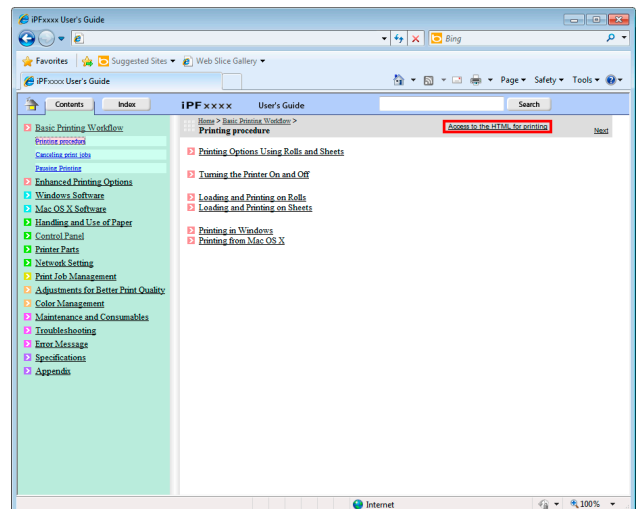 iPFxxxx User's Guide
Bing
Favorites Suggested Sites Web Slice Gallery
iPFxxxx User's Guide
Page Safety Tools
Contents Index iPFxxxx User's Guide Search
Home > Basic Printing Workflow >
Printing procedure
Access to the HTML for printing
Next
Basic Printing Workflow
Printing procedure
Canceling print jobs
Pausing Printing
Enhanced Printing Options
Windows Software
Mac OS X Software
Handling and Use of Paper
Control Panel
Printer Parts
Network Setting
Print Job Management
Adjustments for Better Print Quality
Color Management
Maintenance and Consumables
Troubleshooting
Error Message
Specifications
Appendix
Printing Options Using Rolls and Sheets
Turning the Printer On and Off
Loading and Printing on Rolls
Loading and Printing on Sheets
Printing in Windows
Printing from Mac OS X
Internet 100%